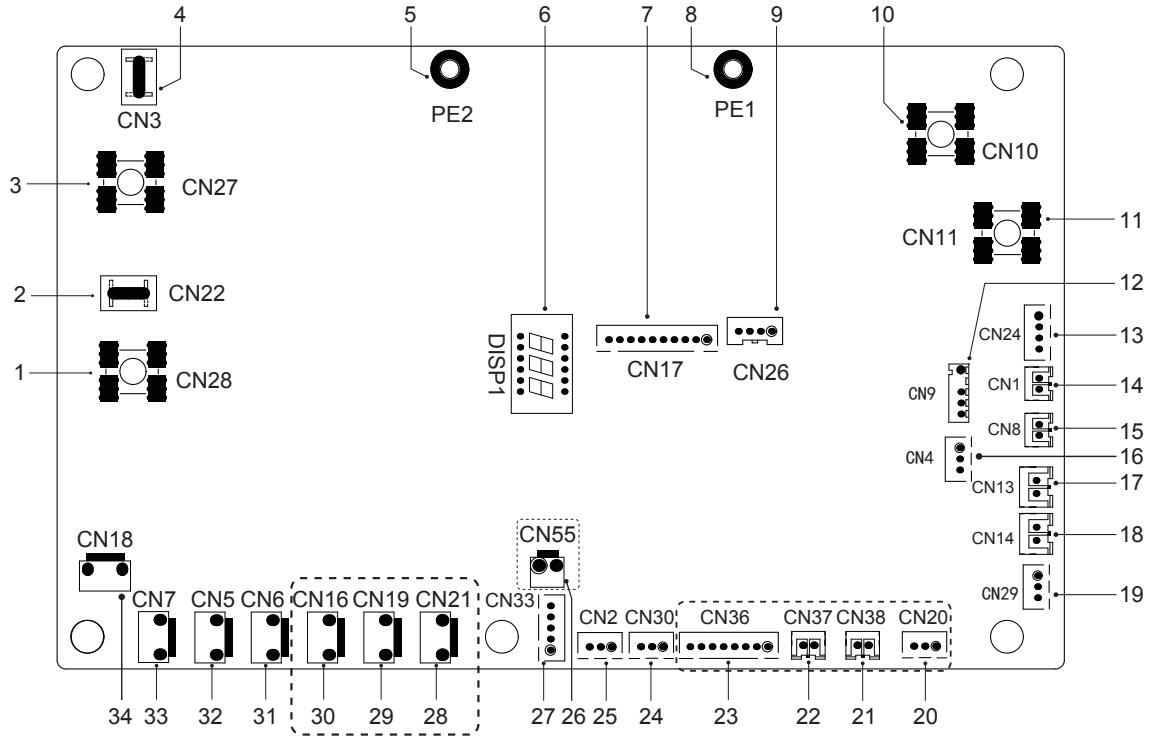 4 5 6 7 8 9 10
CN3 PE2 PE1
CN10
3 CN27
11
CN11
2 CN22
12
CN24 13
DISP1
1 CN28 CN17 CN26
CN9 CN1 14
CN8 15
CN4 16
CN13 17
CN18 CN55 CN14 18
CN7 CN5 CN6 CN16 CN19 CN21 CN33 CN29 19
CN2 CN30 CN36 CN37 CN38 CN20
34 33 32 31 30 29 28 27 26 25 24 23 22 21 20